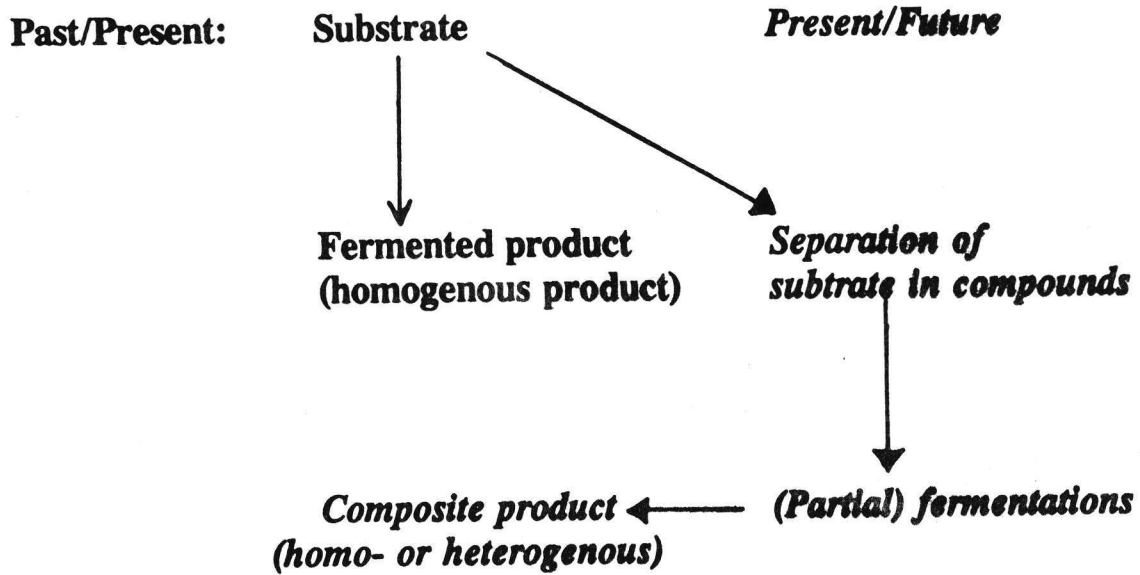 Past/Present: Substrate Present/Future
Fermented product
(homogenous product)
Separation of
subtrate in compounds
(Partial) fermentations
Composite product
(homo- or heterogenous)